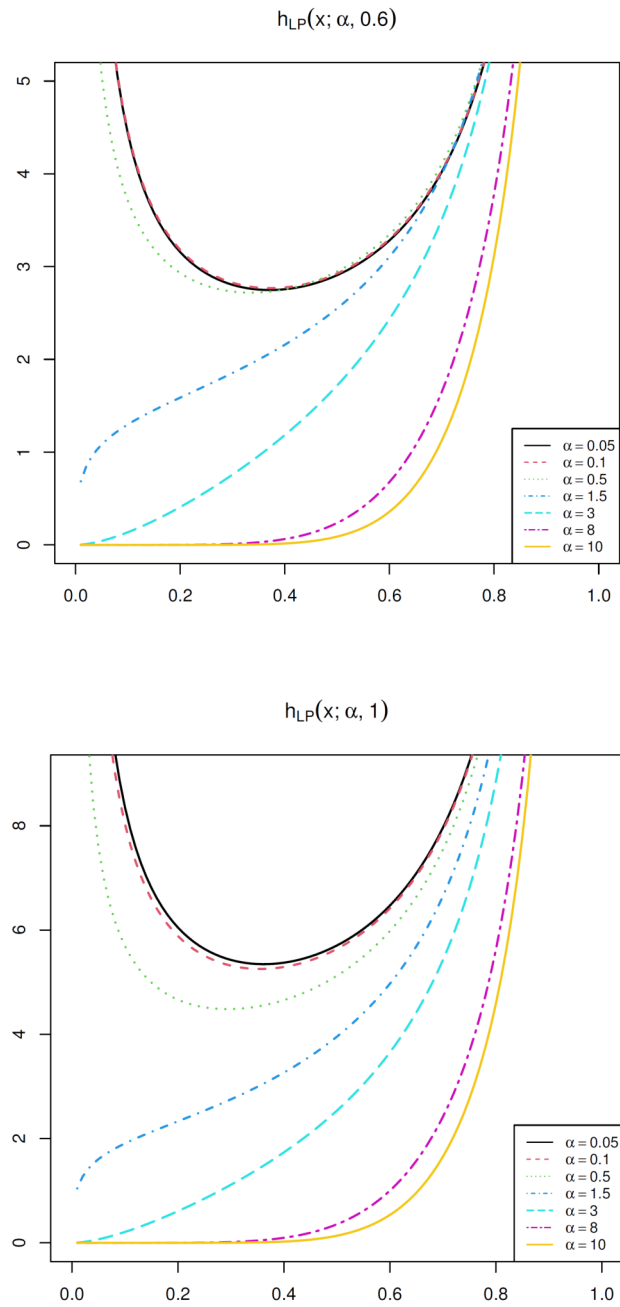 h_LP(x; α, 0.6)
5
4
3
2
1
0
α = 0.05
α = 0.1
α = 0.5
α = 1.5
α = 3
α = 8
α = 10
0.0 0.2 0.4 0.6 0.8 1.0
h_LP(x; α, 1)
8
6
4
2
0
α = 0.05
α = 0.1
α = 0.5
α = 1.5
α = 3
α = 8
α = 10
0.0 0.2 0.4 0.6 0.8 1.0